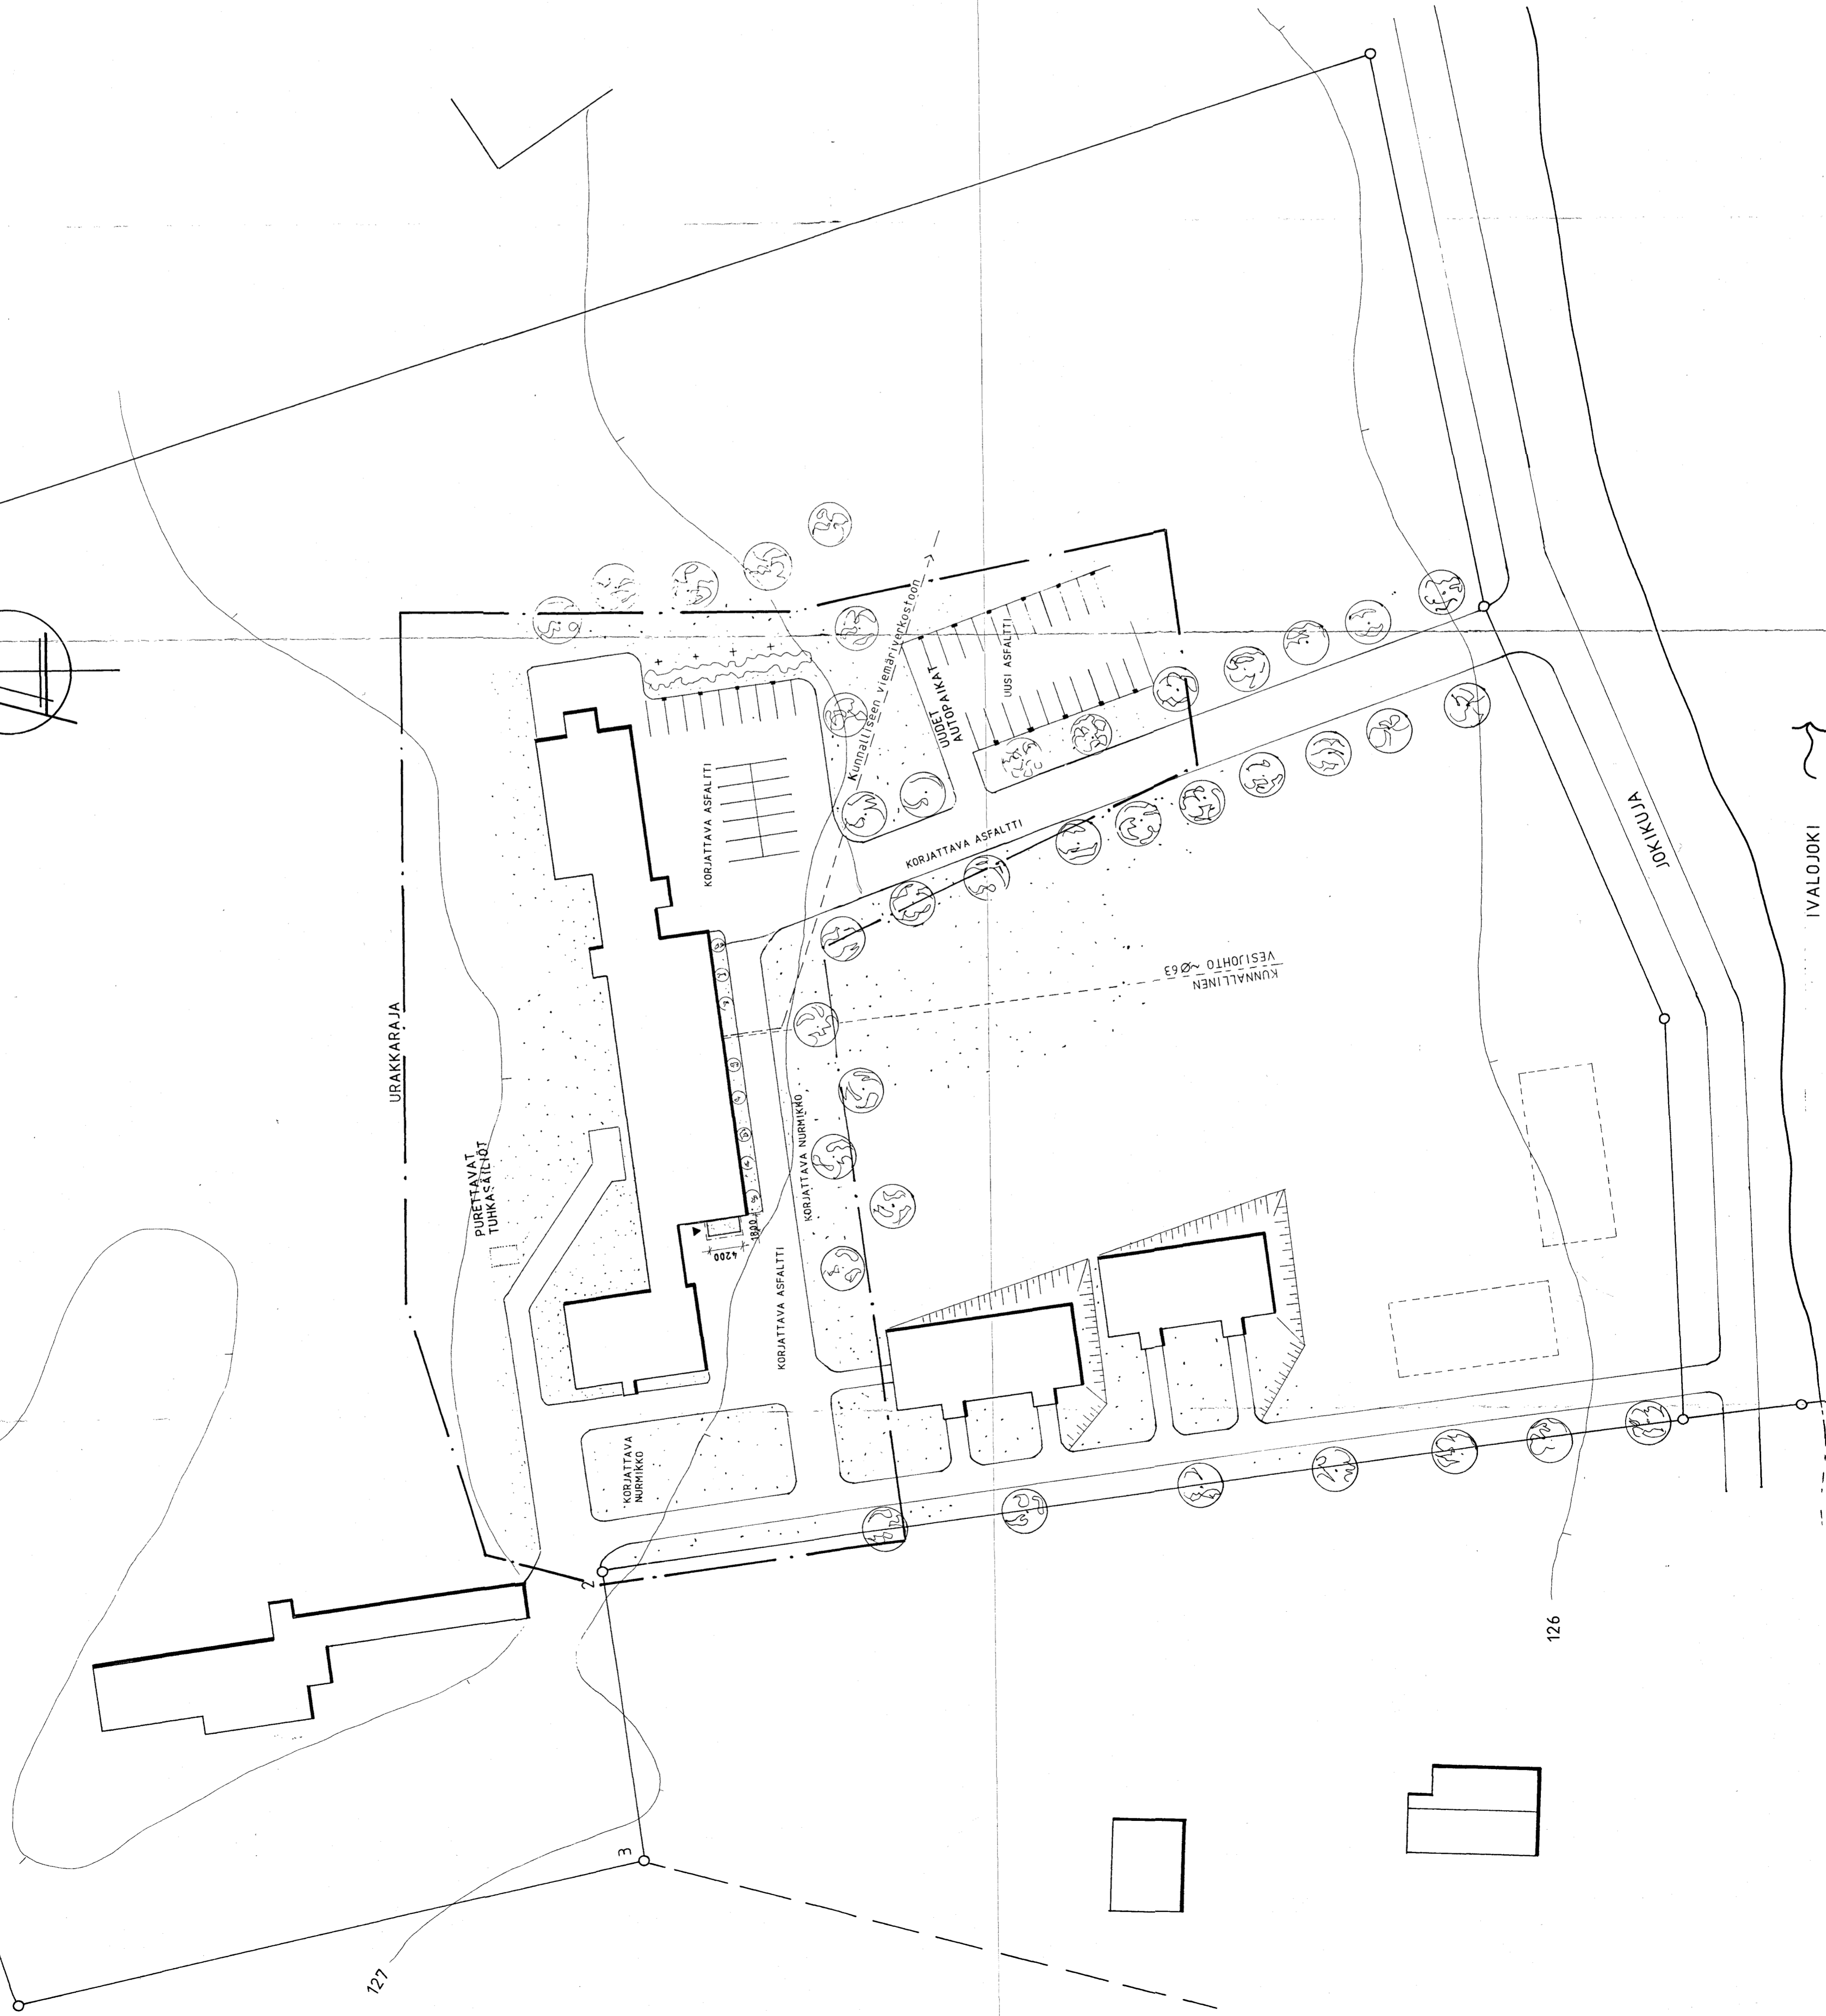 URAKKARAJA
PURETTAVAT
TUHKASÄILIÖT
KORJATTAVA ASFALTTI
Kunnalliseen viemäriverkostoon
UUDET
AUTOPAIKAT
UUSI ASFALTTI
KORJATTAVA ASFALTTI
KUNNALLINEN
VESIJOHTO ~ Ø 63
KORJATTAVA NURMIKKO
4200
1800
KORJATTAVA ASFALTTI
KORJATTAVA
NURMIKKO
JOKIKUJA
IVALOJOKI
2
3
126
127